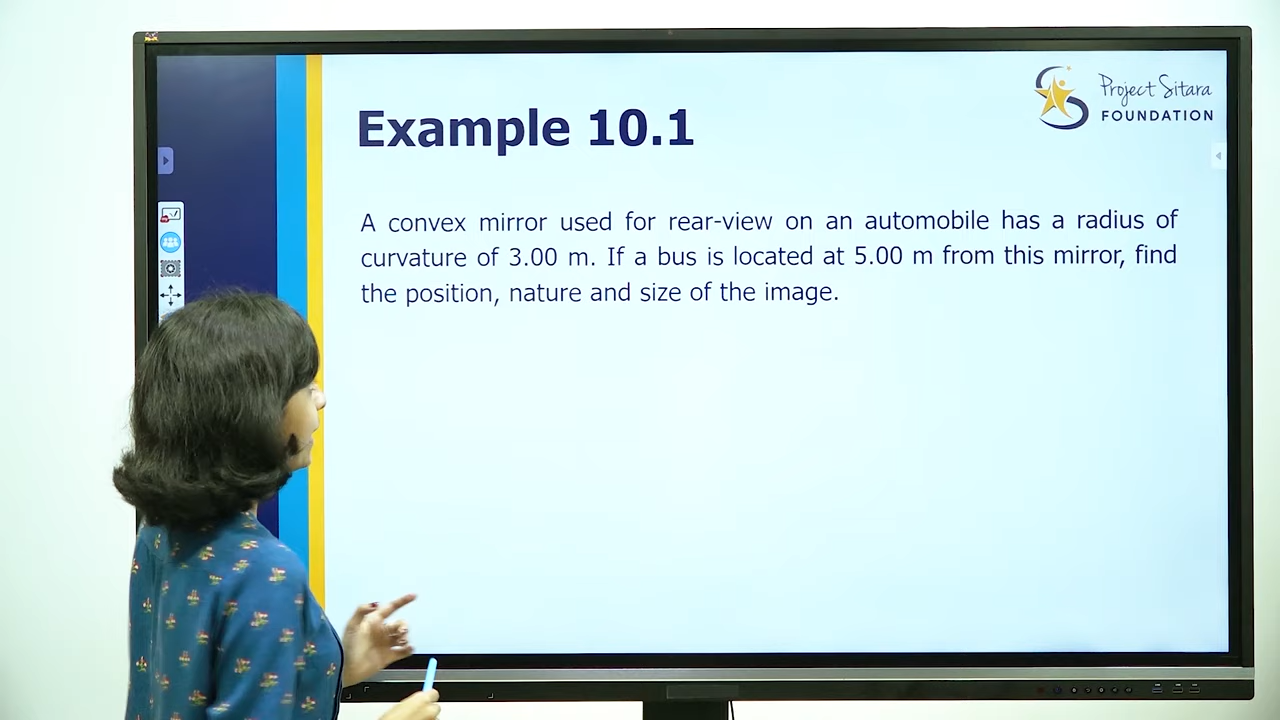 Project Sitara
FOUNDATION
Example 10.1
A convex mirror used for rear-view on an automobile has a radius of
curvature of 3.00 m. If a bus is located at 5.00 m from this mirror, find
the position, nature and size of the image.